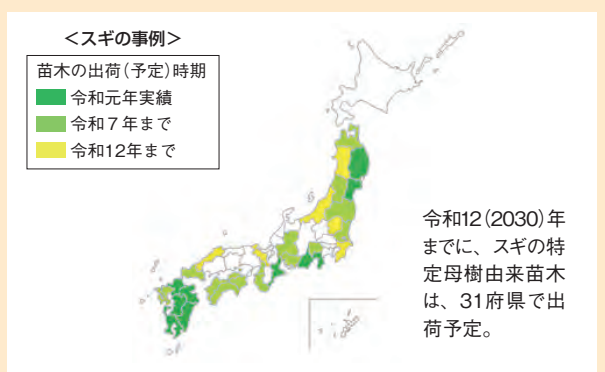 <スギの事例>
苗木の出荷(予定)時期
令和元年実績
令和７年まで
令和12年まで
令和12(2030)年
までに、スギの特
定母樹由来苗木
は、31府県で出
荷予定。